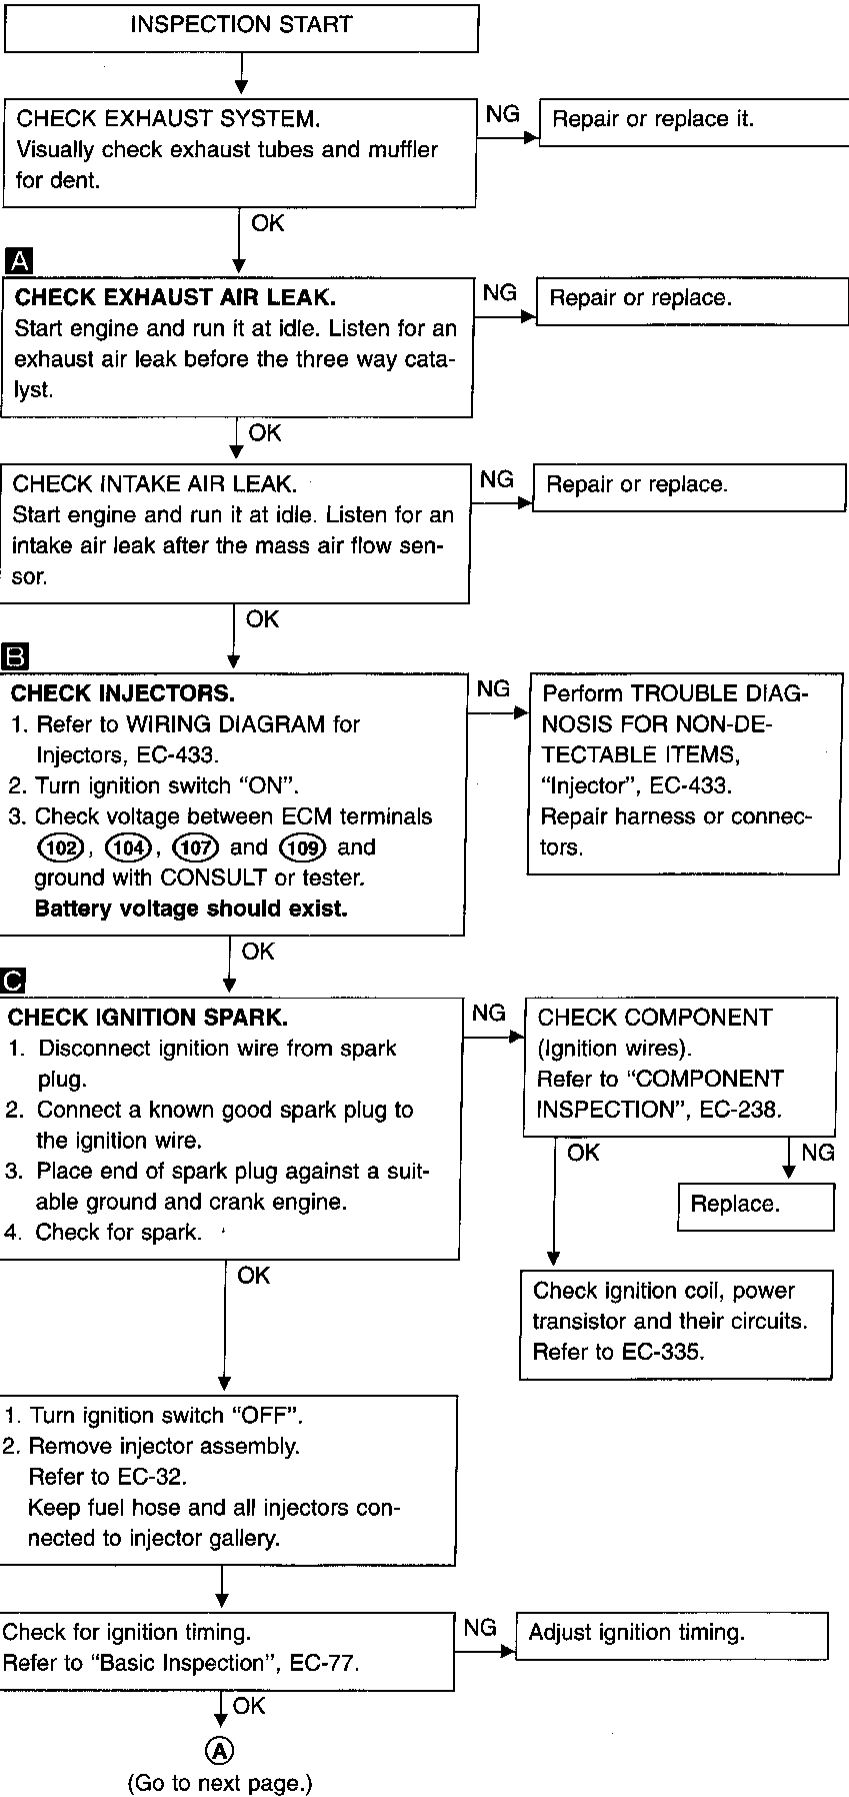 INSPECTION START
CHECK EXHAUST SYSTEM.
Visually check exhaust tubes and muffler
for dent.
NG
Repair or replace it.
OK
A
CHECK EXHAUST AIR LEAK.
Start engine and run it at idle. Listen for an
exhaust air leak before the three way cata-
lyst.
NG
Repair or replace.
OK
CHECK INTAKE AIR LEAK.
Start engine and run it at idle. Listen for an
intake air leak after the mass air flow sen-
sor.
NG
Repair or replace.
OK
B
CHECK INJECTORS.
1. Refer to WIRING DIAGRAM for
Injectors, EC-433.
2. Turn ignition switch “ON”.
3. Check voltage between ECM terminals
102, 104, 107 and 109 and
ground with CONSULT or tester.
Battery voltage should exist.
NG
Perform TROUBLE DIAG-
NOSIS FOR NON-DE-
TECTABLE ITEMS,
“Injector”, EC-433.
Repair harness or connec-
tors.
OK
C
CHECK IGNITION SPARK.
1. Disconnect ignition wire from spark
plug.
2. Connect a known good spark plug to
the ignition wire.
3. Place end of spark plug against a suit-
able ground and crank engine.
4. Check for spark.
NG
CHECK COMPONENT
(Ignition wires).
Refer to “COMPONENT
INSPECTION”, EC-238.
OK
NG
Replace.
Check ignition coil, power
transistor and their circuits.
Refer to EC-335.
OK
1. Turn ignition switch “OFF”.
2. Remove injector assembly.
Refer to EC-32.
Keep fuel hose and all injectors con-
nected to injector gallery.
Check for ignition timing.
Refer to “Basic Inspection”, EC-77.
NG
Adjust ignition timing.
OK
A
(Go to next page.)